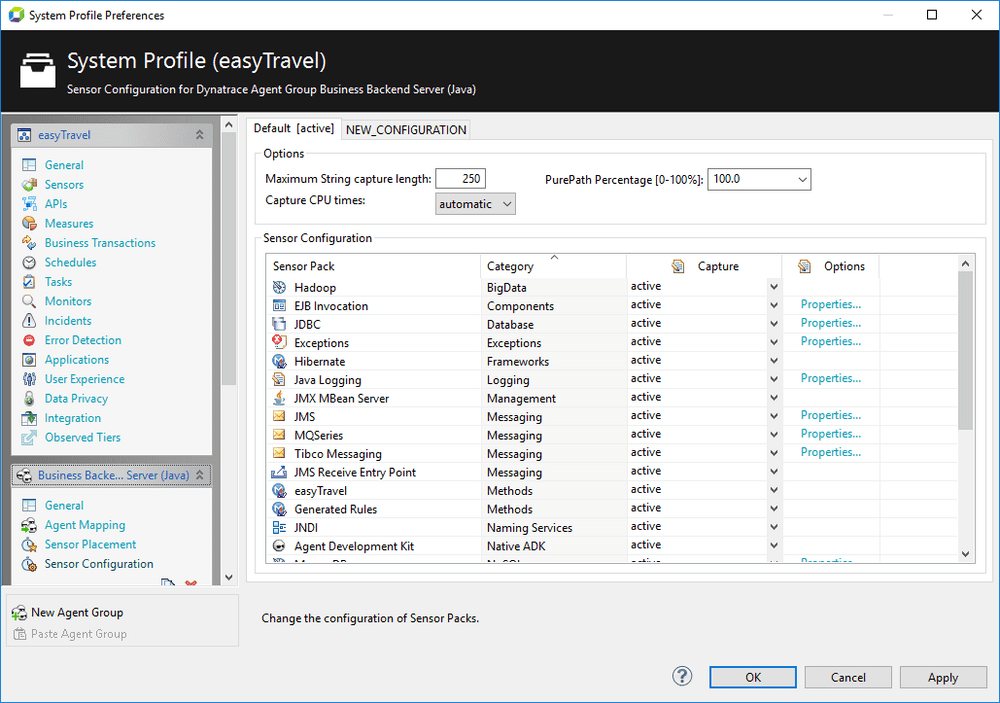 System Profile Preferences
System Profile (easyTravel)
Sensor Configuration for Dynatrace Agent Group Business Backend Server (Java)
easyTravel
General
Sensors
APIs
Measures
Business Transactions
Schedules
Tasks
Monitors
Incidents
Error Detection
Applications
User Experience
Data Privacy
Integration
Observed Tiers
Business Backe... Server (Java)
General
Agent Mapping
Sensor Placement
Sensor Configuration
New Agent Group
Paste Agent Group
Default [active] NEW_CONFIGURATION
Options
Maximum String capture length: 250 PurePath Percentage [0-100%]: 100.0
Capture CPU times: automatic
Sensor Configuration
Sensor Pack Category Capture Options
Hadoop BigData active
EJB Invocation Components active Properties...
JDBC Database active Properties...
Exceptions Exceptions active Properties...
Hibernate Frameworks active
Java Logging Logging active Properties...
JMX MBean Server Management active
JMS Messaging active Properties...
MQSeries Messaging active Properties...
Tibco Messaging Messaging active Properties...
JMS Receive Entry Point Messaging active
easyTravel Methods active
Generated Rules Methods active
JNDI Naming Services active
Agent Development Kit Native ADK active
Change the configuration of Sensor Packs.
? OK Cancel Apply